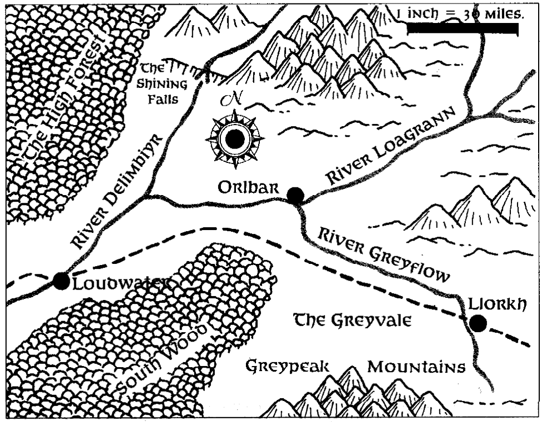 1 inch = 30 miles.
The High Forest
The
Shining
Falls
N
River Delimbiyr
River Loagrann
Orlbar
River Greyflow
Loudwater
Llorkh
The Greyvale
South Wood
Greypeak Mountains